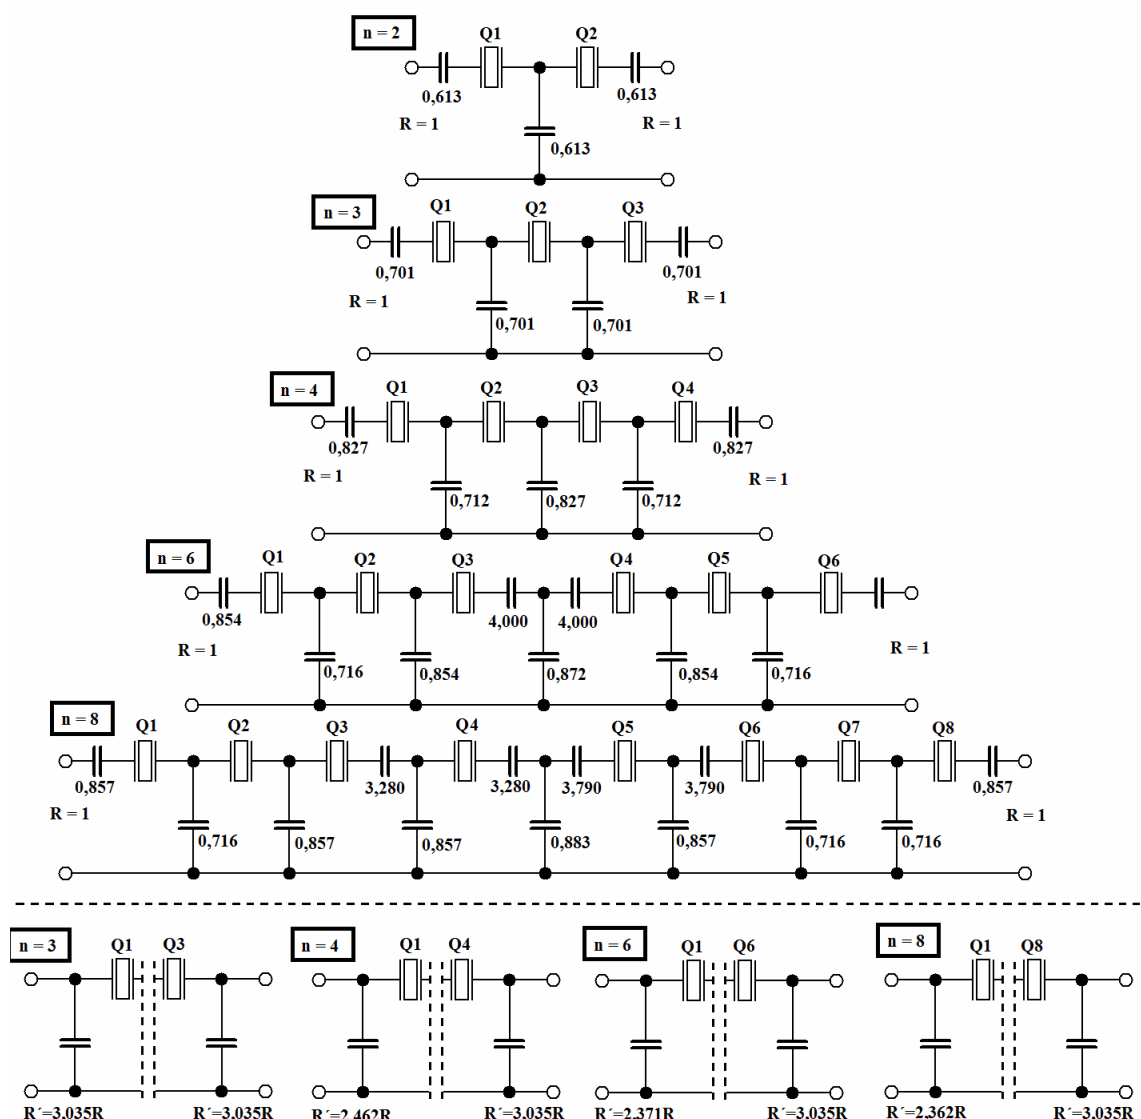 n = 2
Q1 Q2
0,613 0,613
R = 1 R = 1
0,613
n = 3
Q1 Q2 Q3
0,701 0,701
R = 1 R = 1
0,701 0,701
n = 4
Q1 Q2 Q3 Q4
0,827 0,827
R = 1 R = 1
0,712 0,827 0,712
n = 6
Q1 Q2 Q3 Q4 Q5 Q6
0,854 4,000 4,000
R = 1 R = 1
0,716 0,854 0,872 0,854 0,716
n = 8
Q1 Q2 Q3 Q4 Q5 Q6 Q7 Q8
0,857 3,280 3,280 3,790 3,790 0,857
R = 1 R = 1
0,716 0,857 0,857 0,883 0,857 0,716 0,716
n = 3 Q1 Q3
n = 4 Q1 Q4
n = 6 Q1 Q6
n = 8 Q1 Q8
R´=3,035R R´=3,035R
R´=2,462R R´=3,035R
R´=2,371R R´=3,035R
R´=2,362R R´=3,035R